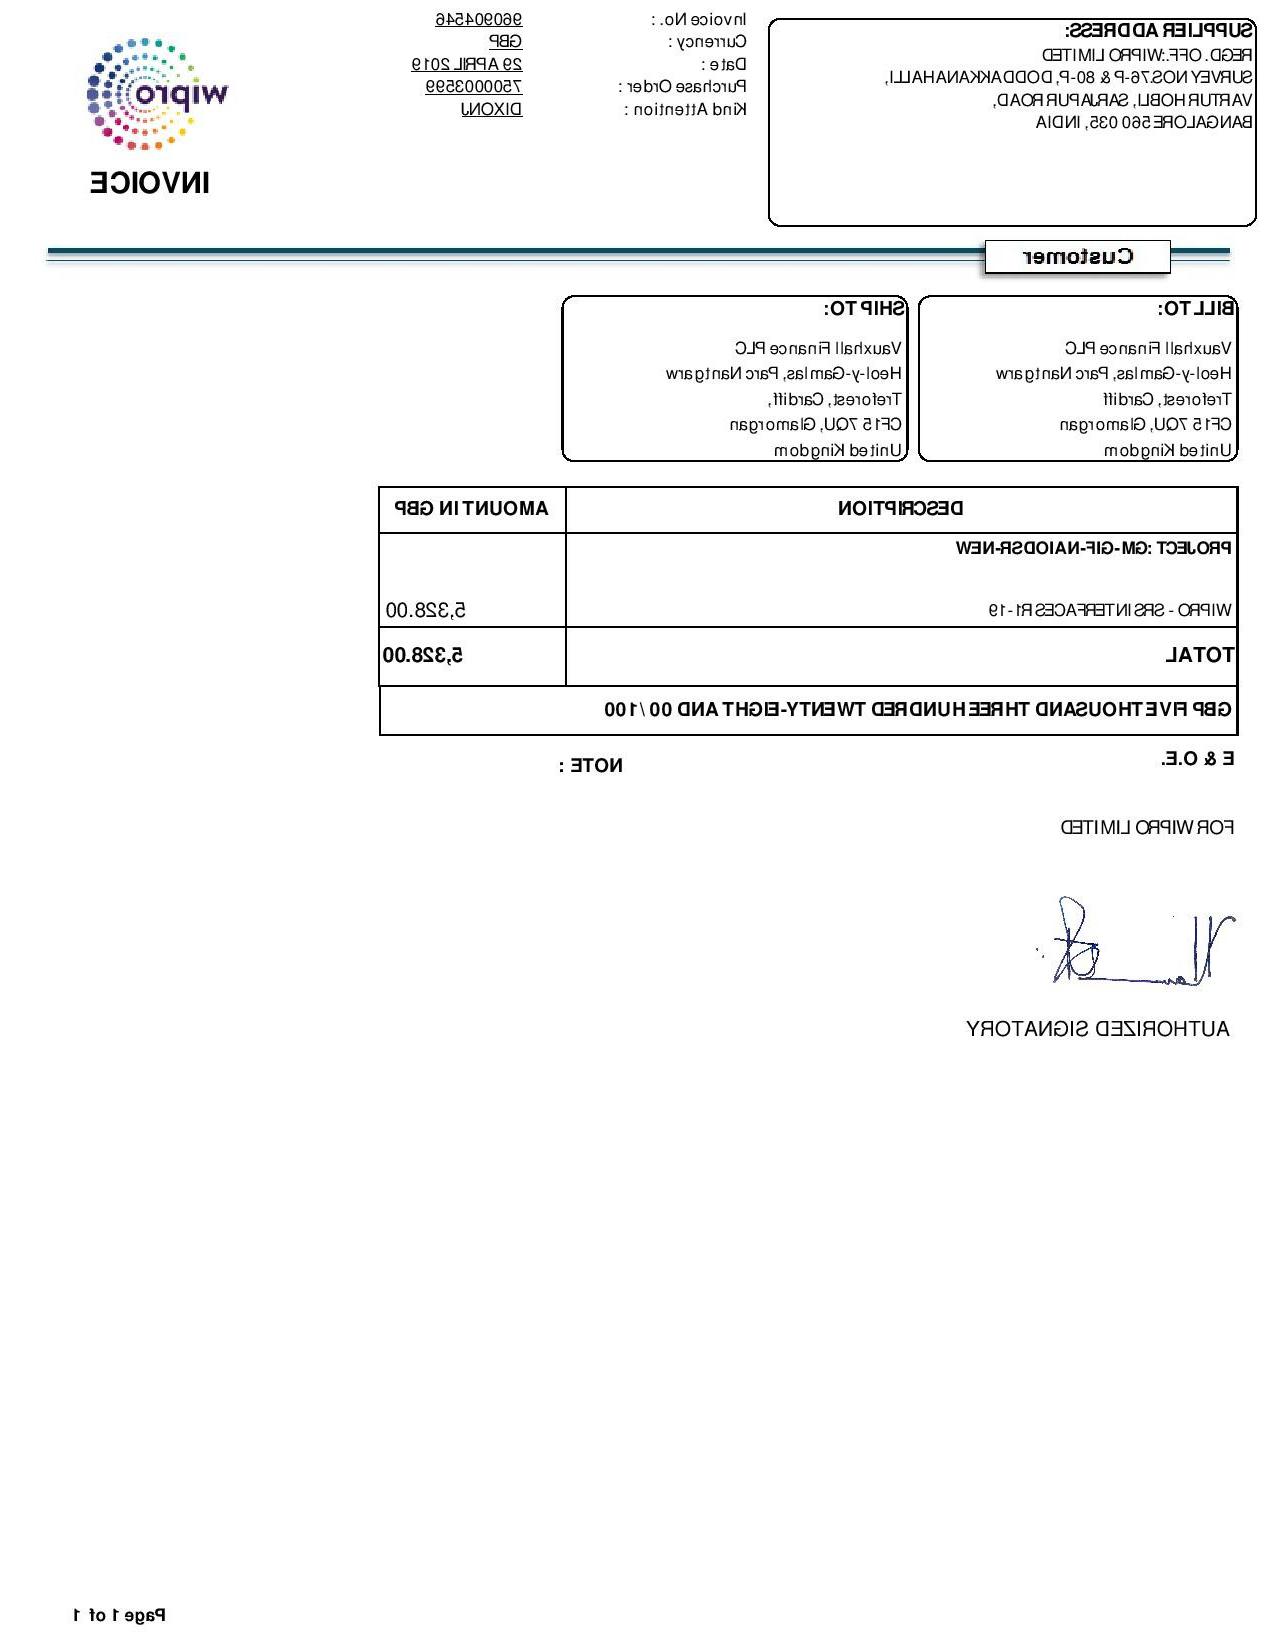 SUPPLIER ADDRESS:
REGD. OFF.:WIPRO LIMITED
SURVEY NOS76-P & 80-P, DODDAKKANAHALLI,
VARTUR HOBLI, SARJAPUR ROAD,
BANGALORE 560 035, INDIA
Invoice No. : 960904546
Currency : GBP
Date : 29 APRIL 2019
Purchase Order : 7500003599
Kind Attention : DIXONJ
wipro
INVOICE
Customer
BILL TO:
Vauxhall Finance PLC
Heol-y-Gamlas, Parc Nantgarw
Treforest, Cardiff
CF15 7QU, Glamorgan
United Kingdom
SHIP TO:
Vauxhall Finance PLC
Heol-y-Gamlas, Parc Nantgarw
Treforest, Cardiff,
CF15 7QU, Glamorgan
United Kingdom
DESCRIPTION AMOUNT IN GBP
PROJECT :GM-GIF-NAIODSR-NEW
WIPRO - SRS INTERFACES R1-19 5,328.00
TOTAL 5,328.00
GBP FIVE THOUSAND THREE HUNDRED TWENTY-EIGHT AND 00 /100
E & O.E. NOTE :
FOR WIPRO LIMITED
AUTHORIZED SIGNATORY
Page 1 of 1